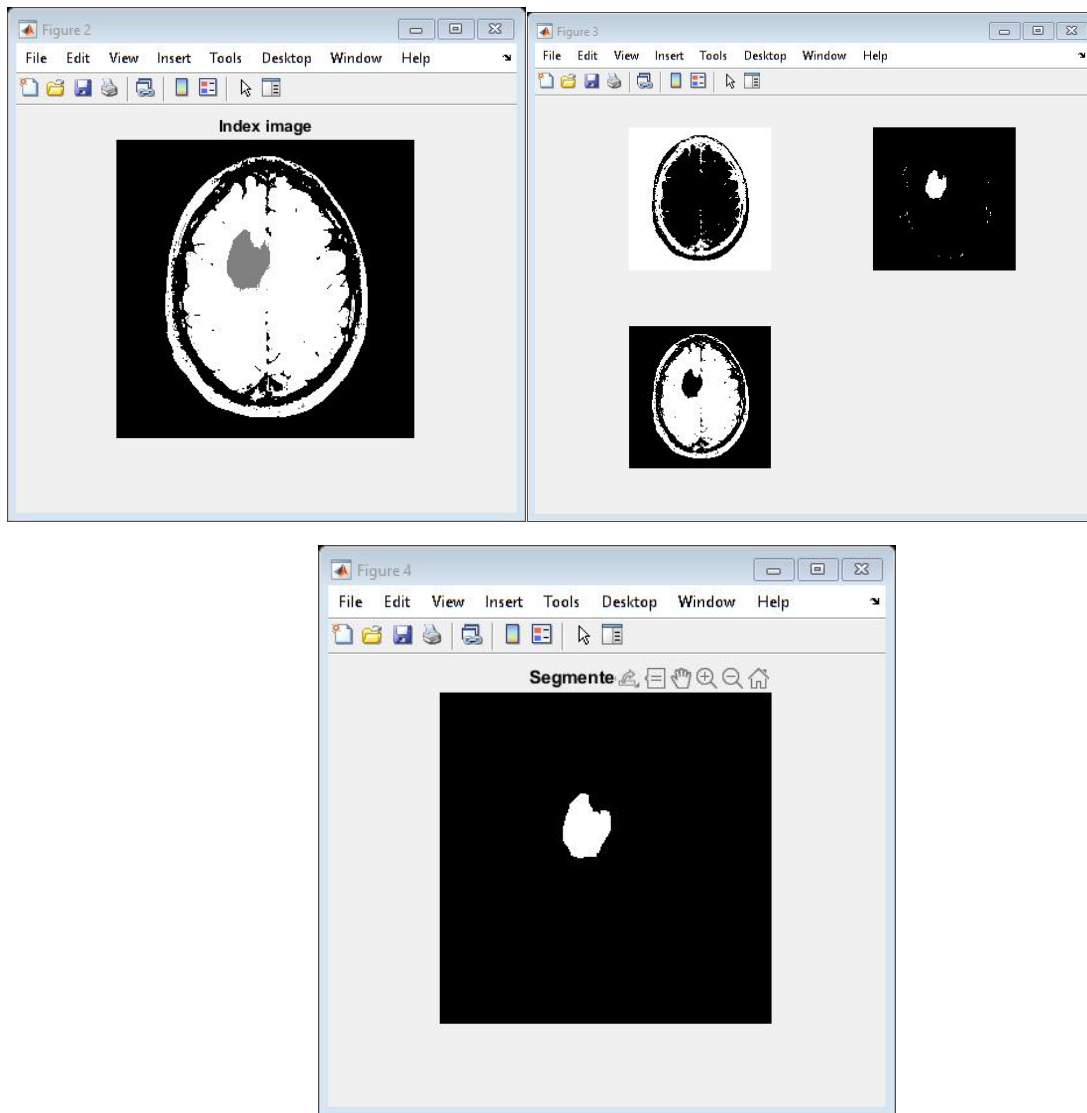 Figure 2
File Edit View Insert Tools Desktop Window Help
Index image
Figure 3
File Edit View Insert Tools Desktop Window Help
Figure 4
File Edit View Insert Tools Desktop Window Help
Segmente